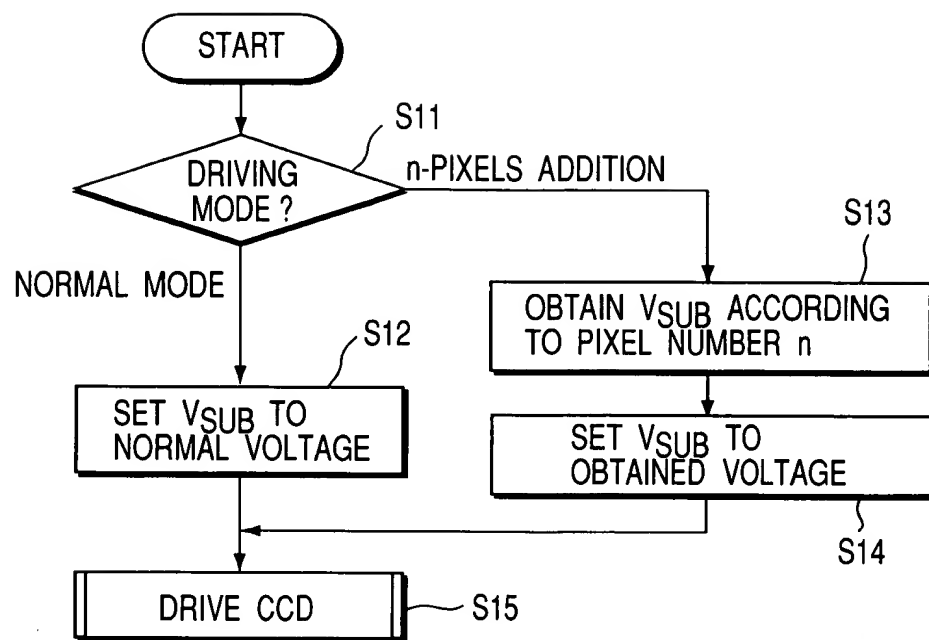 START
S11
DRIVING
MODE ?
n-PIXELS ADDITION
NORMAL MODE
S13
OBTAIN VSUB ACCORDING
TO PIXEL NUMBER n
S12
SET VSUB TO
NORMAL VOLTAGE
SET VSUB TO
OBTAINED VOLTAGE
S14
DRIVE CCD
S15